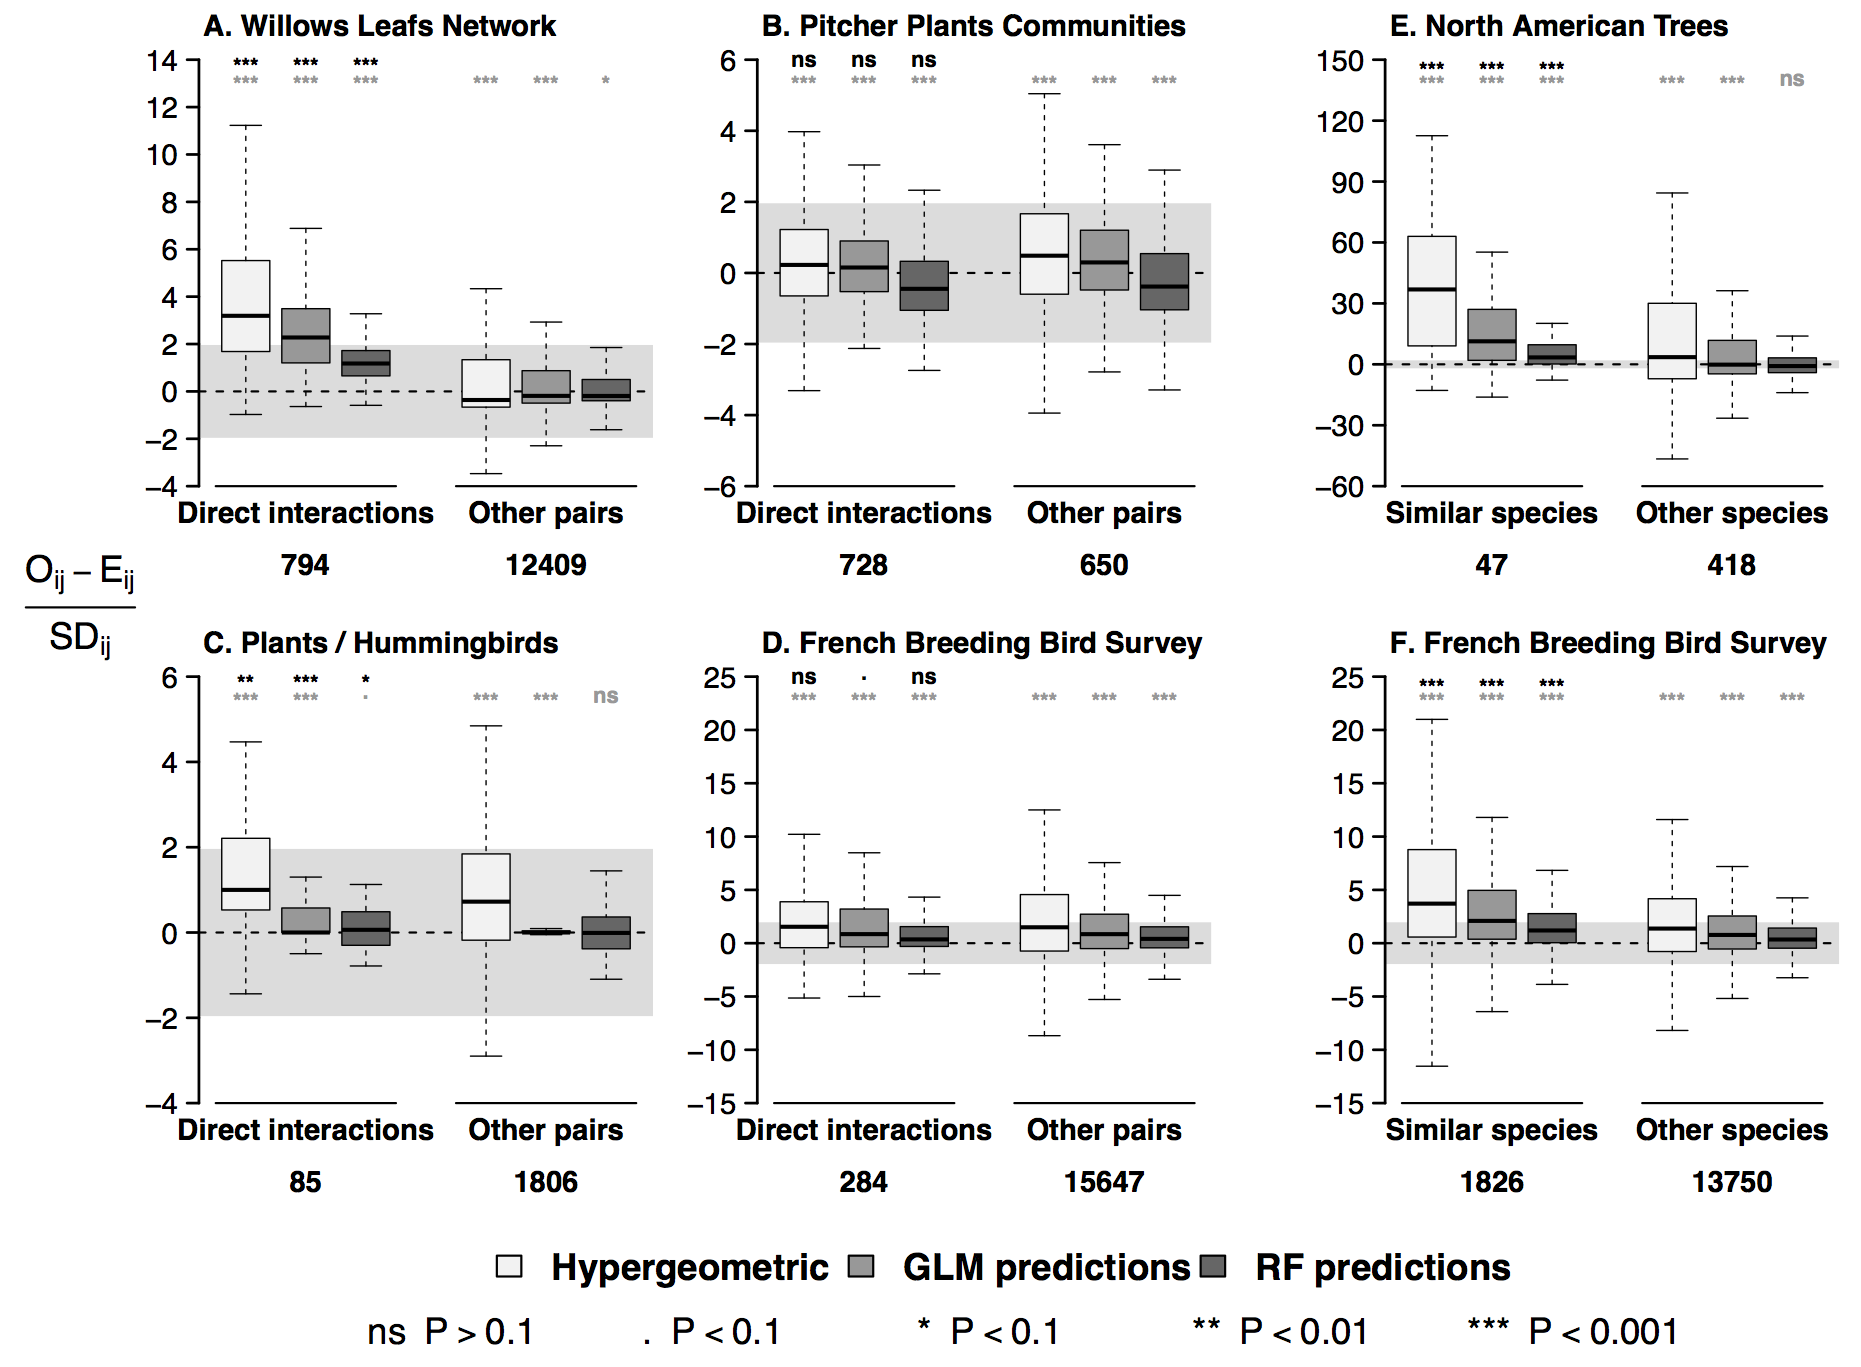 A. Willows Leafs Network
14
12
10
8
6
4
2
0
−2
−4
*** *** ***
*** *** *** *** *** *
Direct interactions Other pairs
794 12409
B. Pitcher Plants Communities
6
4
2
0
−2
−4
−6
ns ns ns
*** *** *** *** *** ***
Direct interactions Other pairs
728 650
E. North American Trees
150
120
90
60
30
0
−30
−60
*** *** ***
*** *** *** *** *** ns
Similar species Other species
47 418
Oij − Eij
SDij
C. Plants / Hummingbirds
6
4
2
0
−2
−4
** *** *
*** *** . *** *** ns
Direct interactions Other pairs
85 1806
D. French Breeding Bird Survey
25
20
15
10
5
0
−5
−10
−15
ns . ns
*** *** *** *** *** ***
Direct interactions Other pairs
284 15647
F. French Breeding Bird Survey
25
20
15
10
5
0
−5
−10
−15
*** *** ***
*** *** *** *** *** ***
Similar species Other species
1826 13750
Hypergeometric GLM predictions RF predictions
ns P > 0.1 . P < 0.1 * P < 0.1 ** P < 0.01 *** P < 0.001